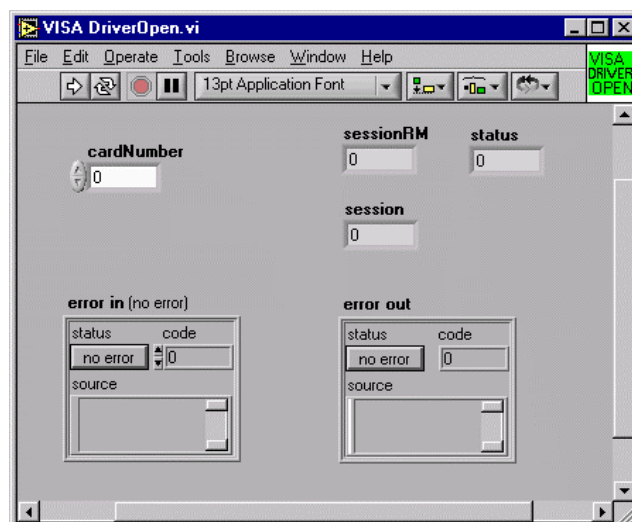 VISA DriverOpen.vi
File Edit Operate Tools Browse Window Help
13pt Application Font
VISA
DRIVER
OPEN
sessionRM status
0 0
cardNumber
0
session
0
error in (no error) error out
status code status code
no error 0 no error 0
source source